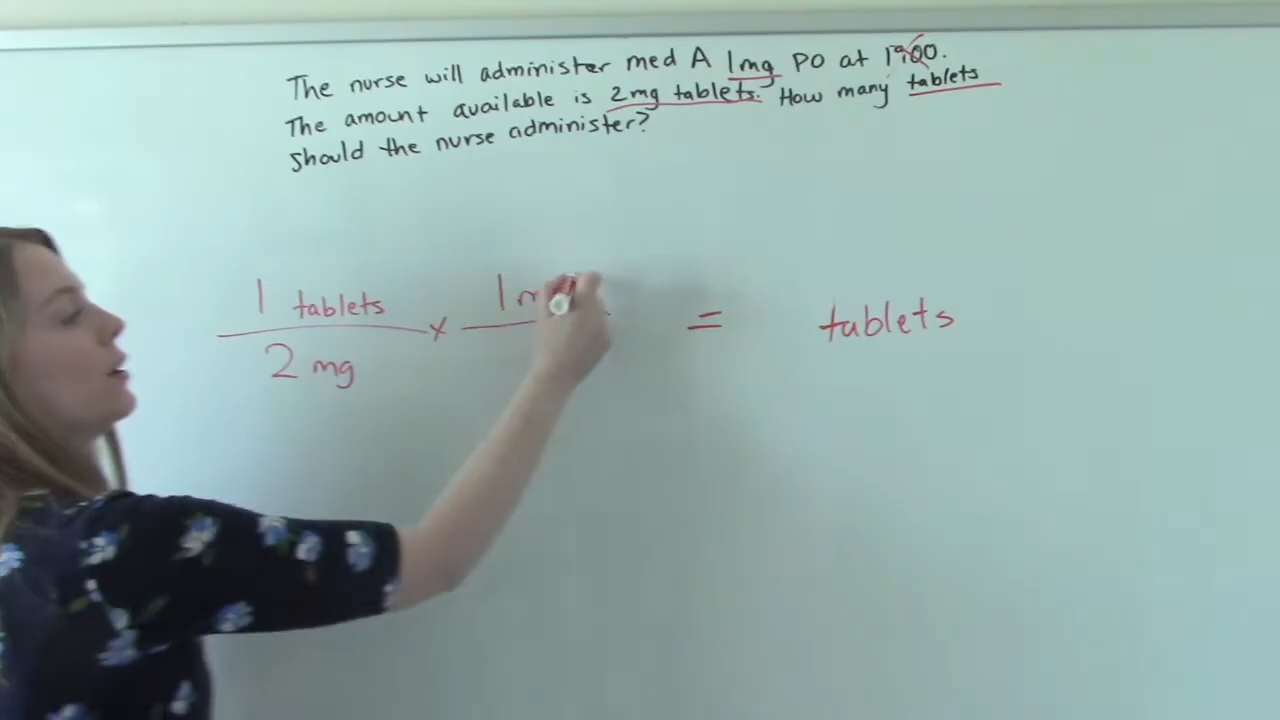 The nurse will administer med A 1mg PO at 1900.
The amount available is 2mg tablets. How many tablets
should the nurse administer?
1 tablets × 1 = tablets
2 mg